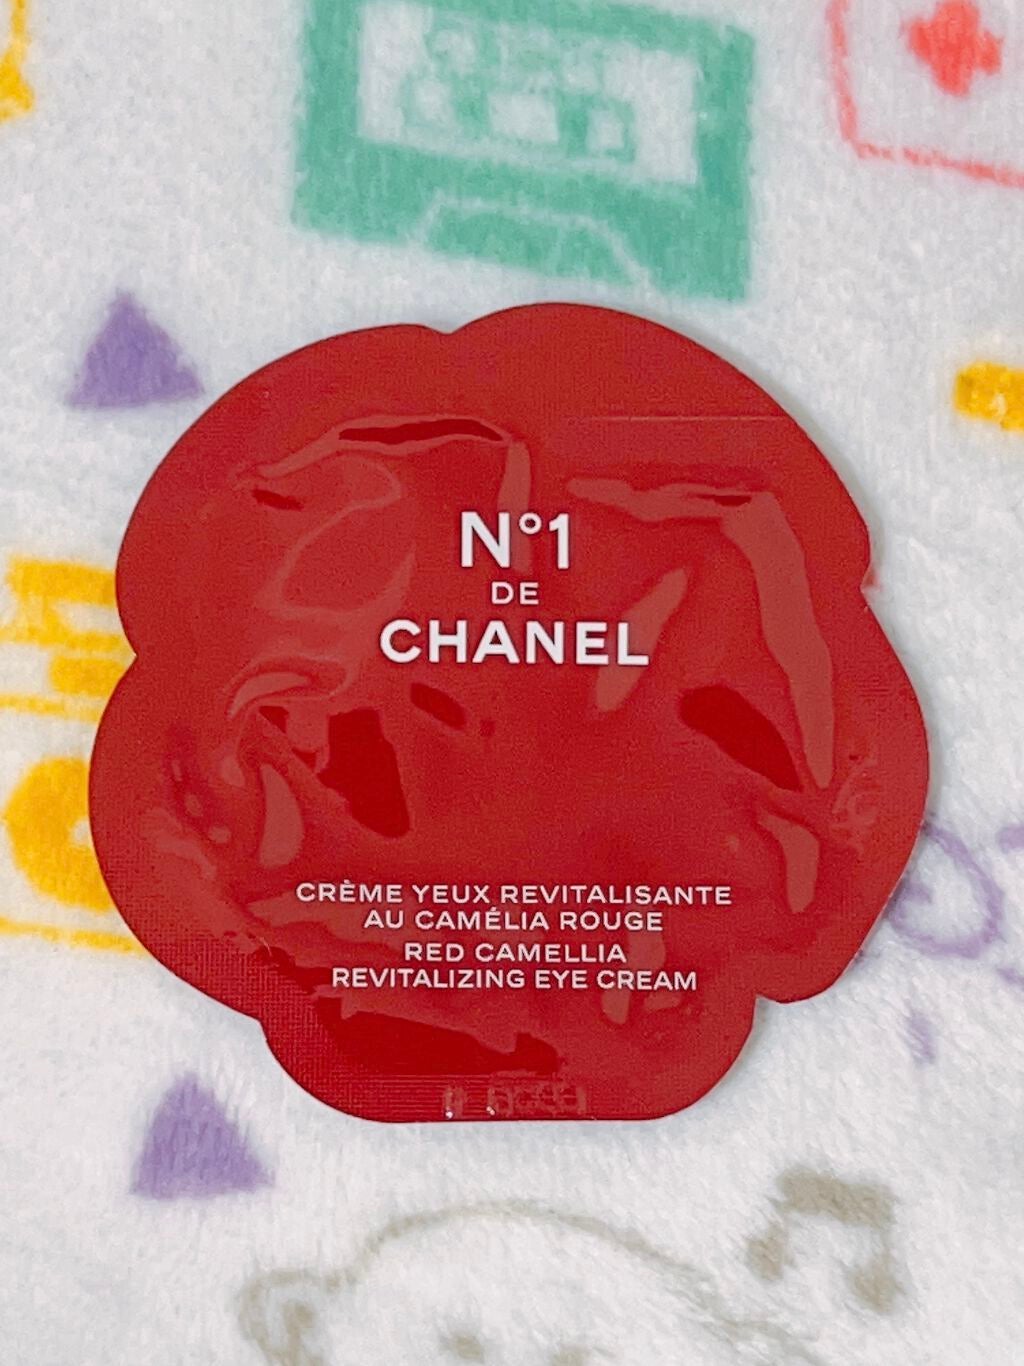 N°1
DE
CHANEL
CRÈME YEUX REVITALISANTE
AU CAMÉLIA ROUGE
RED CAMELLIA
REVITALIZING EYE CREAM